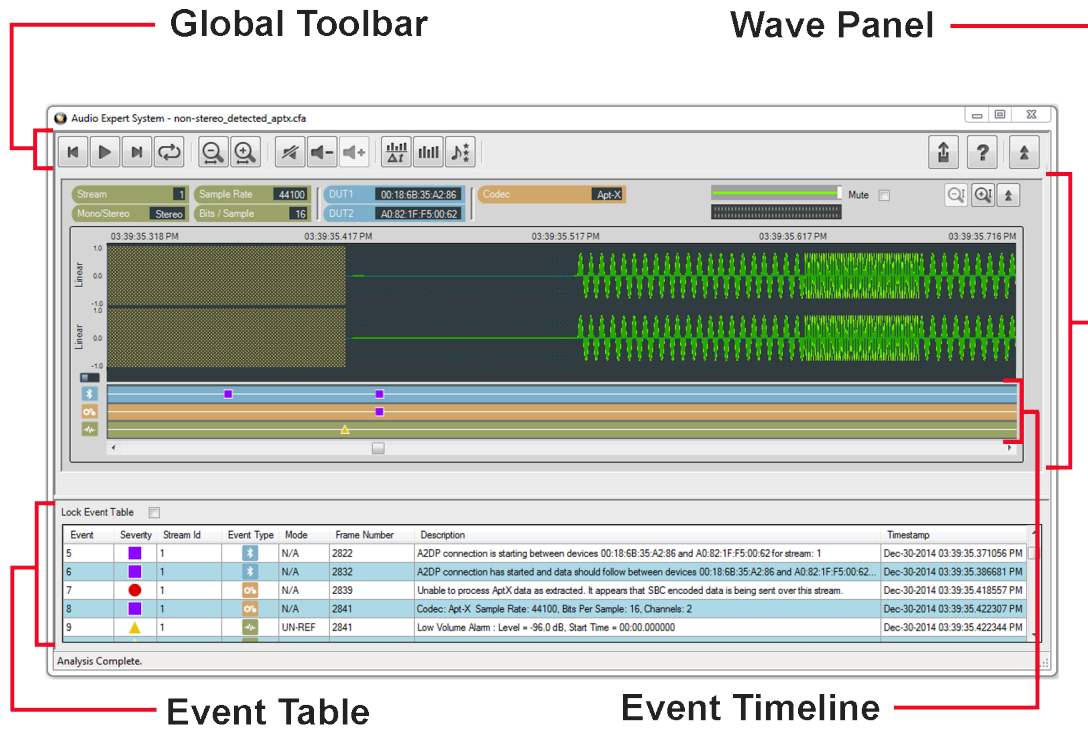 Global Toolbar
Wave Panel
Audio Expert System - non-stereo_detected_aptx.cfa
Δt
?
Stream 1
Sample Rate 44100
DUT1 00:18:6B:35:A2:86
Codec Apt-X
Mute
Mono/Stereo Stereo
Bits / Sample 16
DUT2 A0:82:1F:F5:00:62
03:39:35.318 PM 03:39:35.417 PM 03:39:35.517 PM 03:39:35.617 PM 03:39:35.716 PM
1.0
Linear
0.0
-1.0
1.0
Linear
0.0
-1.0
Lock Event Table
Event Severity Stream Id Event Type Mode Frame Number Description Timestamp
5 1 N/A 2822 A2DP connection is starting between devices 00:18:6B:35:A2:86 and A0:82:1F:F5:00:62 for stream: 1 Dec-30-2014 03:39:35.371056 PM
6 1 N/A 2832 A2DP connection has started and data should follow between devices 00:18:6B:35:A2:86 and A0:82:1F:F5:00:62... Dec-30-2014 03:39:35.386681 PM
7 1 N/A 2839 Unable to process AptX data as extracted. It appears that SBC encoded data is being sent over this stream. Dec-30-2014 03:39:35.418557 PM
8 1 N/A 2841 Codec: Apt-X Sample Rate: 44100, Bits Per Sample: 16, Channels: 2 Dec-30-2014 03:39:35.422307 PM
9 1 UN-REF 2841 Low Volume Alarm : Level = -96.0 dB, Start Time = 00:00.000000 Dec-30-2014 03:39:35.422344 PM
Analysis Complete.
Event Table
Event Timeline